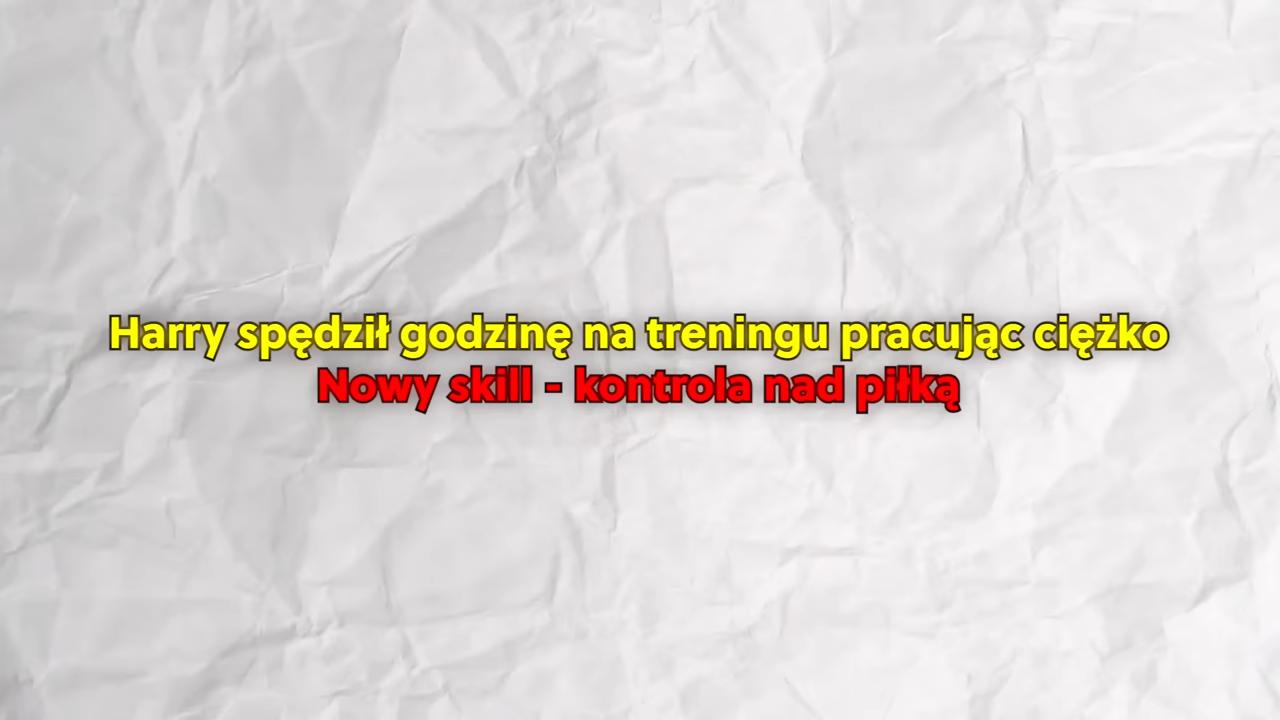 Harry spędził godzinę na treningu pracując ciężko
Nowy skill - kontrola nad piłką